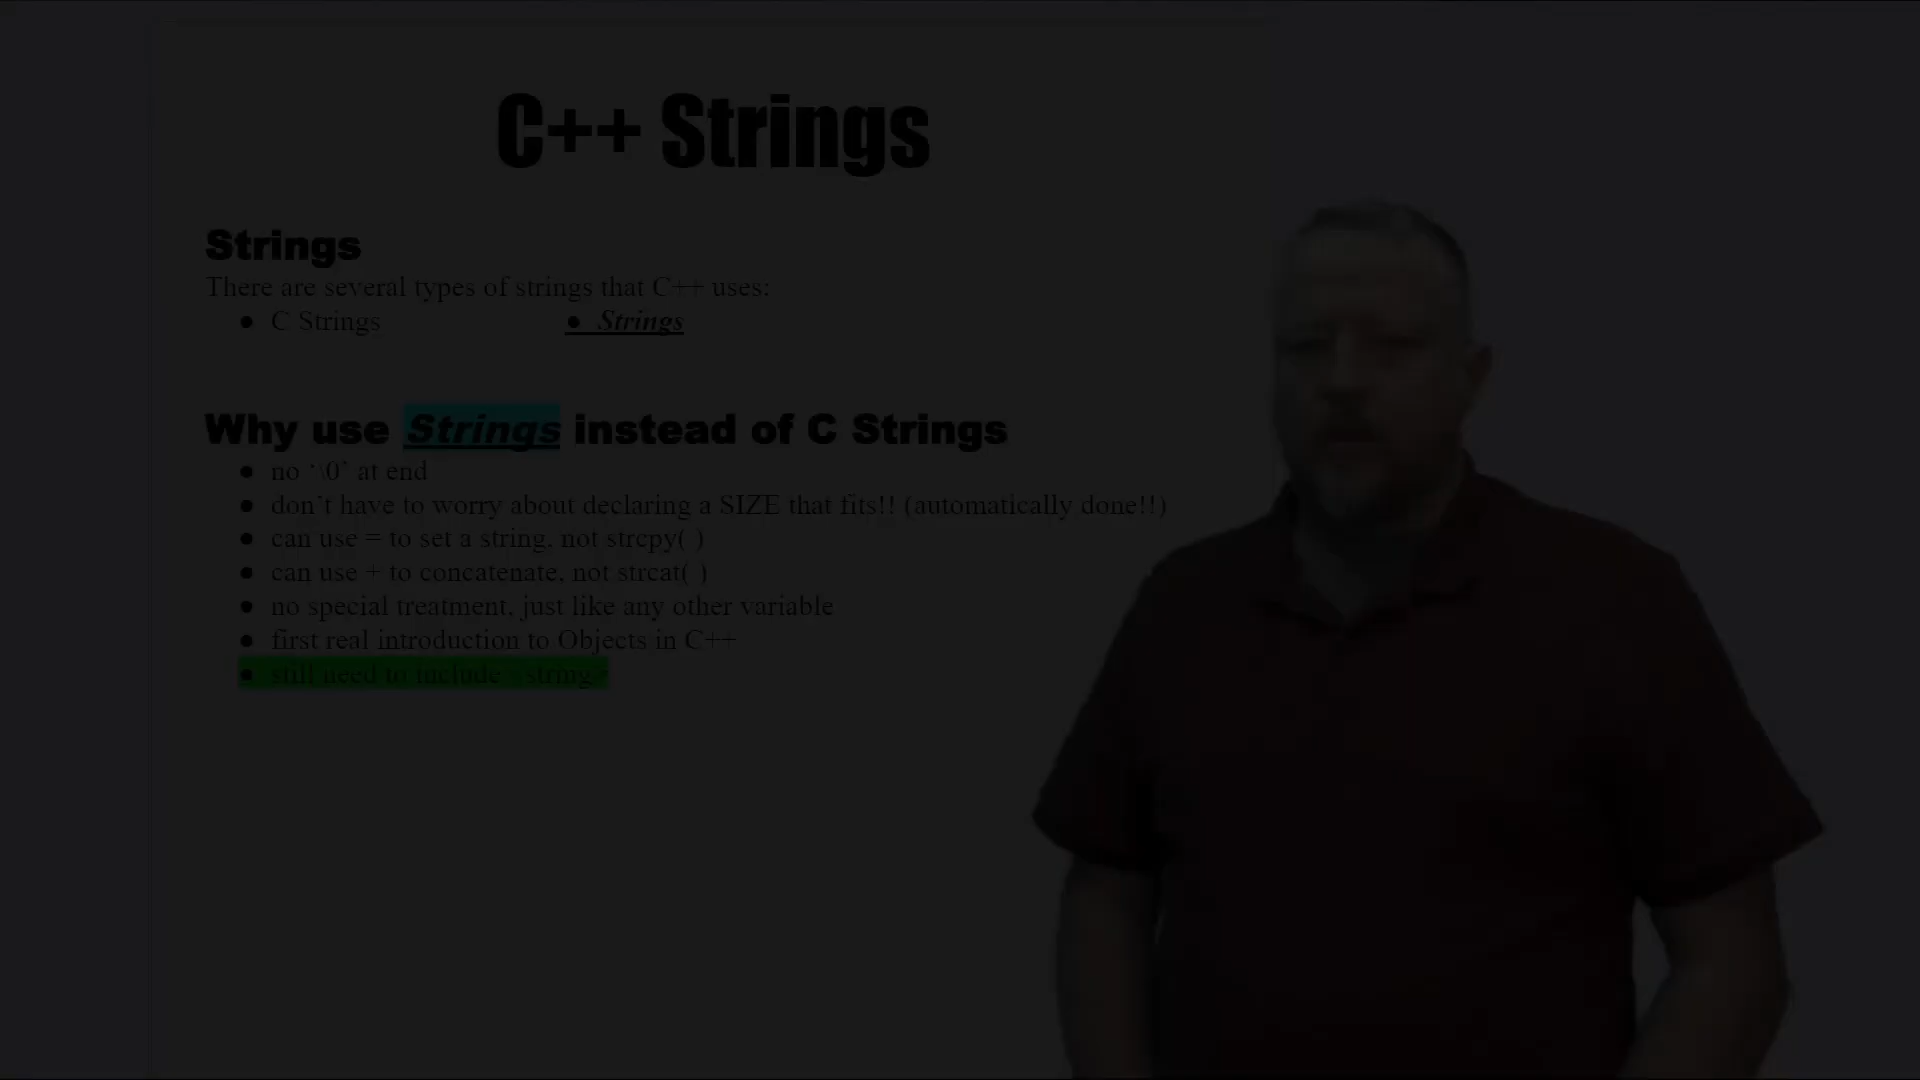 C++ Strings
Strings
There are several types of strings that C++ uses:
● C Strings ● Strings
Why use Strings instead of C Strings
● no ‘\0’ at end
● don’t have to worry about declaring a SIZE that fits!! (automatically done!!)
● can use = to set a string, not strcpy( )
● can use + to concatenate, not strcat( )
● no special treatment, just like any other variable
● first real introduction to Objects in C++
● still need to include <string>